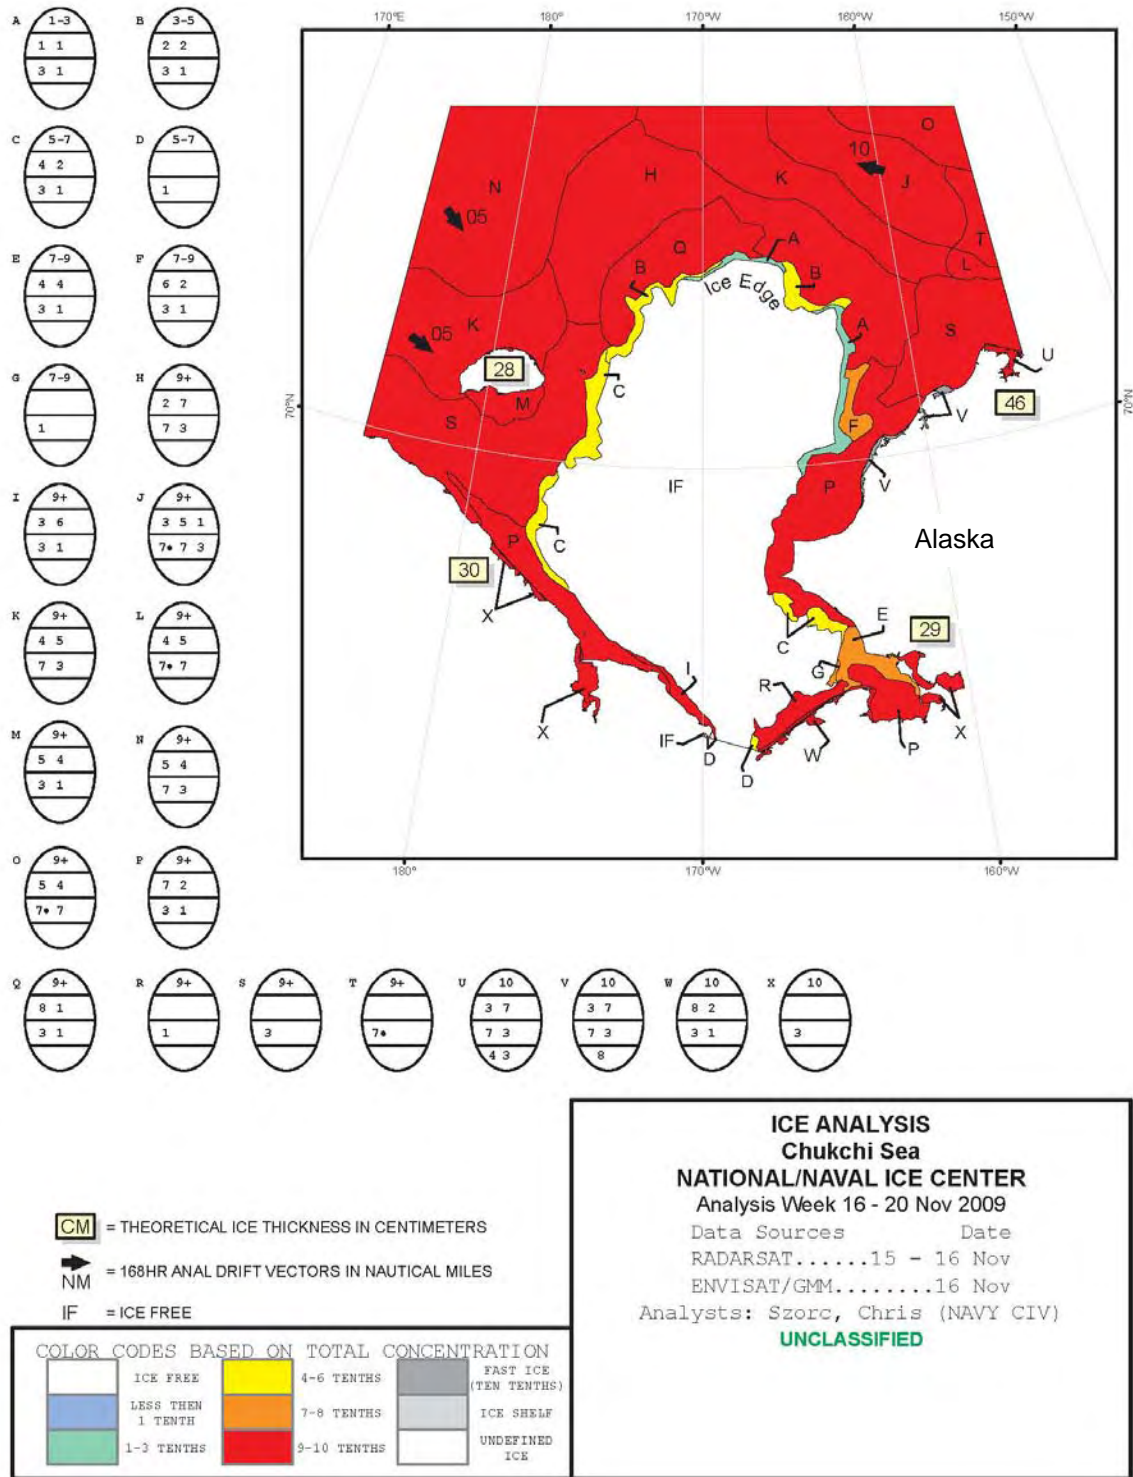 170°E 180° 170°W 160°W 150°W
A 1-3
1 1
3 1
B 3-5
2 2
3 1
C 5-7
4 2
3 1
D 5-7
1
E 7-9
4 4
3 1
F 7-9
6 2
3 1
G 7-9
1
H 9+
2 7
7 3
I 9+
3 6
3 1
J 9+
3 5 1
7• 7 3
K 9+
4 5
7 3
L 9+
4 5
7• 7
M 9+
5 4
3 1
N 9+
5 4
7 3
O 9+
5 4
7• 7
P 9+
7 2
3 1
Q 9+
8 1
3 1
R 9+
1
S 9+
3
T 9+
7•
U 10
3 7
7 3
4 3
V 10
3 7
7 3
8
W 10
8 2
3 1
X 10
3
O
10
H K J
N
05
T
Q A
L
B B
Ice Edge
K
05
A S
28 U
C
M 46
70°N 70°N
S F X V
IF P V
Alaska
P C
30
X
E
C 29
G
I R
X IF W P X
D
D
180° 170°W 160°W
CM = THEORETICAL ICE THICKNESS IN CENTIMETERS
NM = 168HR ANAL DRIFT VECTORS IN NAUTICAL MILES
IF = ICE FREE
COLOR CODES BASED ON TOTAL CONCENTRATION
ICE FREE
LESS THEN
1 TENTH
1-3 TENTHS
4-6 TENTHS
7-8 TENTHS
9-10 TENTHS
FAST ICE
(TEN TENTHS)
ICE SHELF
UNDEFINED
ICE
ICE ANALYSIS
Chukchi Sea
NATIONAL/NAVAL ICE CENTER
Analysis Week 16 - 20 Nov 2009
Data Sources Date
RADARSAT......15 - 16 Nov
ENVISAT/GMM........16 Nov
Analysts: Szorc, Chris (NAVY CIV)
UNCLASSIFIED